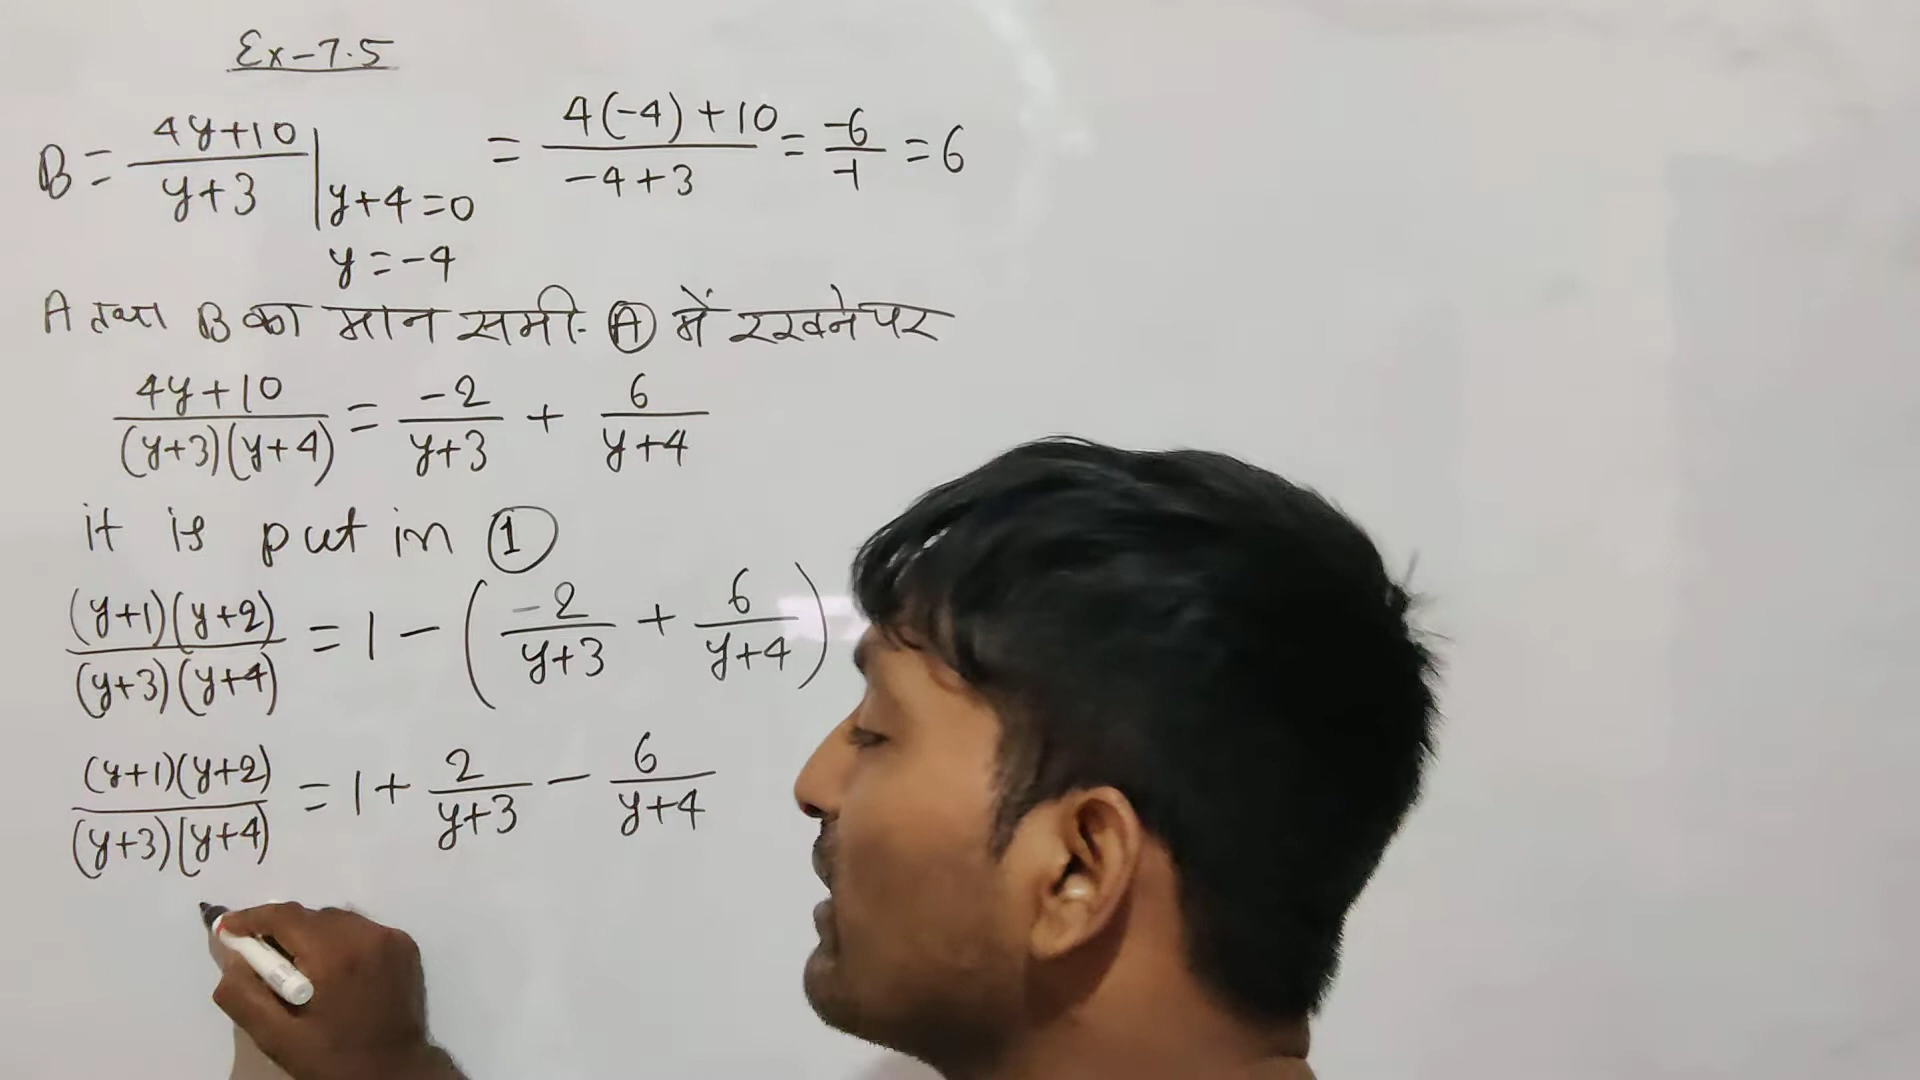 Ex-7.5
B = 4y+10 / y+3 | y+4=0 = 4(-4)+10 / -4+3 = -6 / -1 = 6
y = -4
A तथा B का मान समी. Ⓐ में रखने पर
4y+10 / (y+3)(y+4) = -2 / y+3 + 6 / y+4
it is put in ①
(y+1)(y+2) / (y+3)(y+4) = 1 - ( -2 / y+3 + 6 / y+4 )
(y+1)(y+2) / (y+3)(y+4) = 1 + 2 / y+3 - 6 / y+4